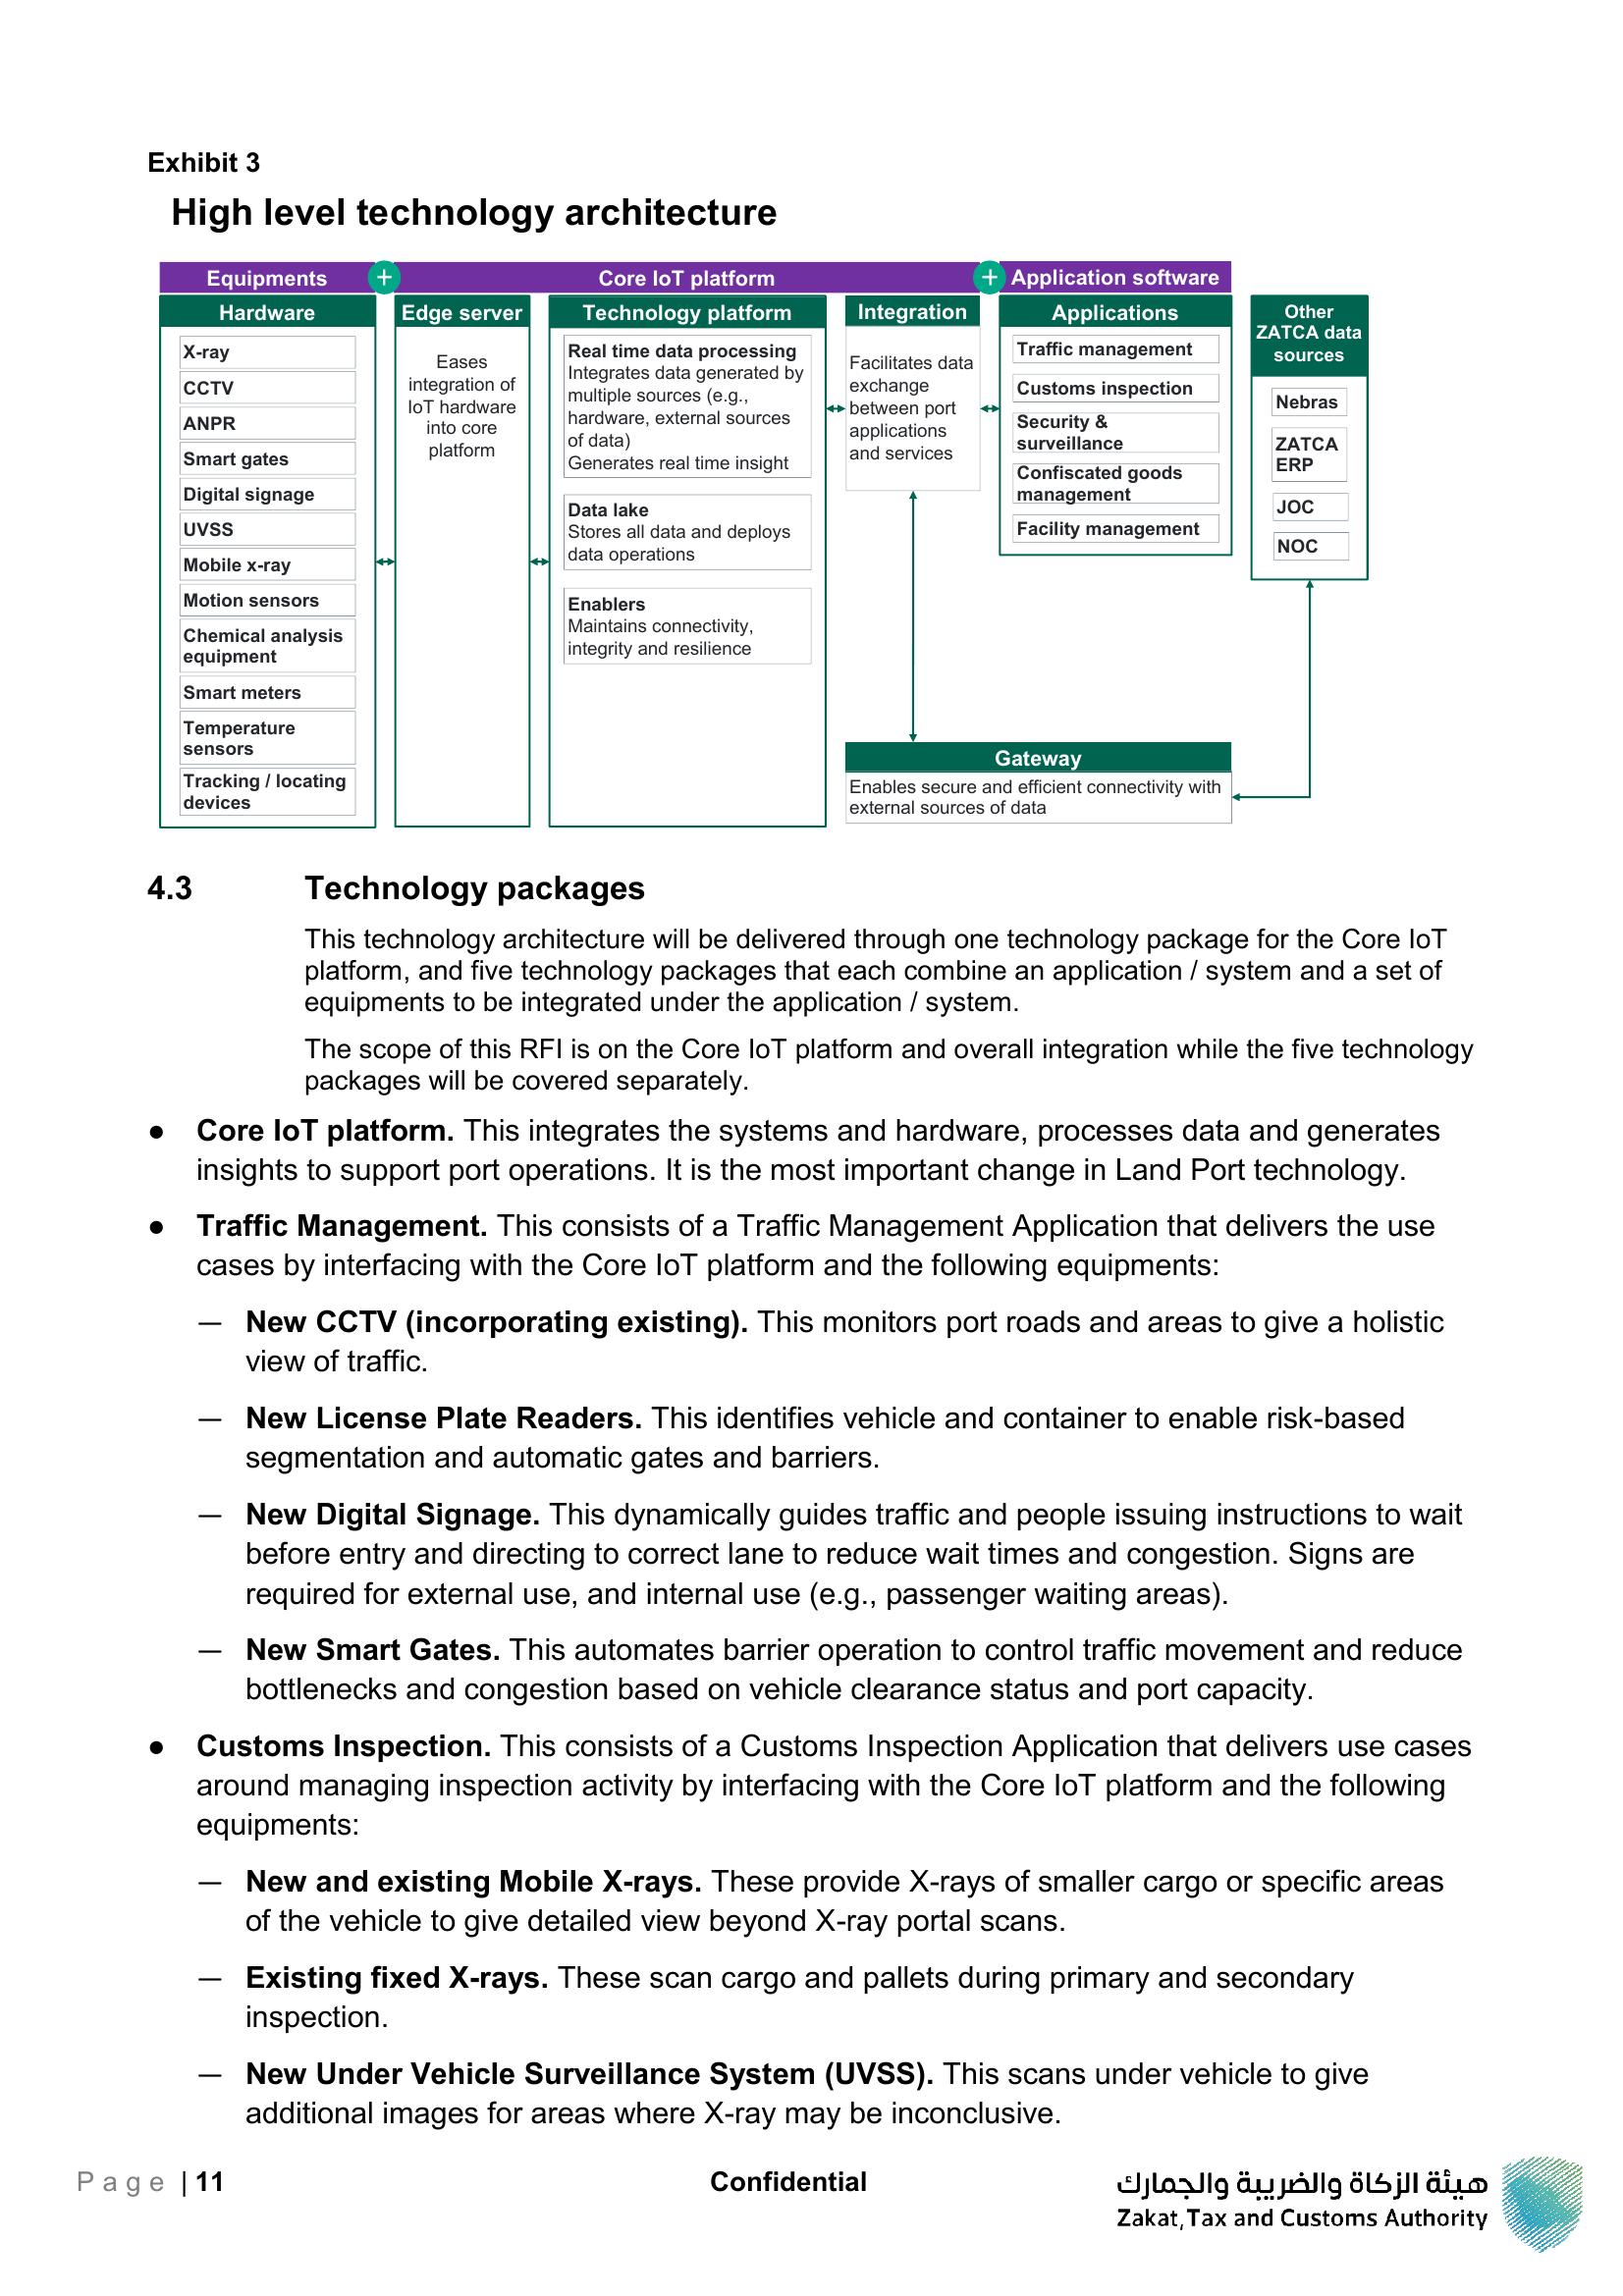 Exhibit 3
High level technology architecture
Equipments
+
Core IoT platform
+
Application software
Hardware
X-ray
CCTV
ANPR
Smart gates
Digital signage
UVSS
Mobile x-ray
Motion sensors
Chemical analysis
equipment
Smart meters
Temperature
sensors
Tracking / locating
devices
Edge server
Eases
integration of
IoT hardware
into core
platform
Technology platform
Real time data processing
Integrates data generated by
multiple sources (e.g.,
hardware, external sources
of data)
Generates real time insight
Data lake
Stores all data and deploys
data operations
Enablers
Maintains connectivity,
integrity and resilience
Integration
Facilitates data
exchange
between port
applications
and services
Applications
Traffic management
Customs inspection
Security &
surveillance
Confiscated goods
management
Facility management
Other
ZATCA data
sources
Nebras
ZATCA
ERP
JOC
NOC
Gateway
Enables secure and efficient connectivity with
external sources of data
4.3 Technology packages
This technology architecture will be delivered through one technology package for the Core IoT
platform, and five technology packages that each combine an application / system and a set of
equipments to be integrated under the application / system.
The scope of this RFI is on the Core IoT platform and overall integration while the five technology
packages will be covered separately.
● Core IoT platform. This integrates the systems and hardware, processes data and generates
insights to support port operations. It is the most important change in Land Port technology.
● Traffic Management. This consists of a Traffic Management Application that delivers the use
cases by interfacing with the Core IoT platform and the following equipments:
— New CCTV (incorporating existing). This monitors port roads and areas to give a holistic
view of traffic.
— New License Plate Readers. This identifies vehicle and container to enable risk-based
segmentation and automatic gates and barriers.
— New Digital Signage. This dynamically guides traffic and people issuing instructions to wait
before entry and directing to correct lane to reduce wait times and congestion. Signs are
required for external use, and internal use (e.g., passenger waiting areas).
— New Smart Gates. This automates barrier operation to control traffic movement and reduce
bottlenecks and congestion based on vehicle clearance status and port capacity.
● Customs Inspection. This consists of a Customs Inspection Application that delivers use cases
around managing inspection activity by interfacing with the Core IoT platform and the following
equipments:
— New and existing Mobile X-rays. These provide X-rays of smaller cargo or specific areas
of the vehicle to give detailed view beyond X-ray portal scans.
— Existing fixed X-rays. These scan cargo and pallets during primary and secondary
inspection.
— New Under Vehicle Surveillance System (UVSS). This scans under vehicle to give
additional images for areas where X-ray may be inconclusive.
Page | 11
Confidential
هيئة الزكاة والضريبة والجمارك
Zakat, Tax and Customs Authority